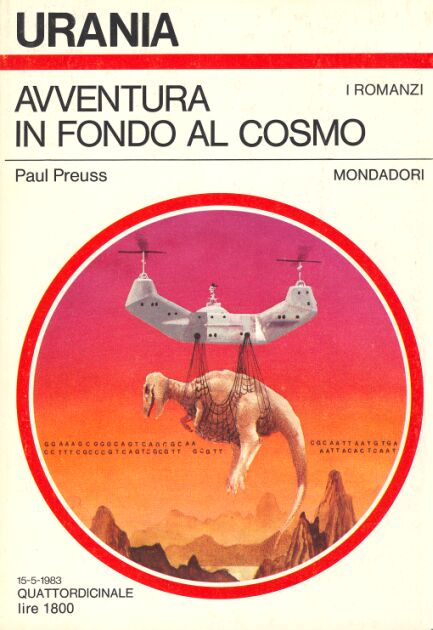 URANIA
AVVENTURA
IN FONDO AL COSMO
I ROMANZI
Paul Preuss
MONDADORI
15-5-1983
QUATTORDICINALE
lire 1800